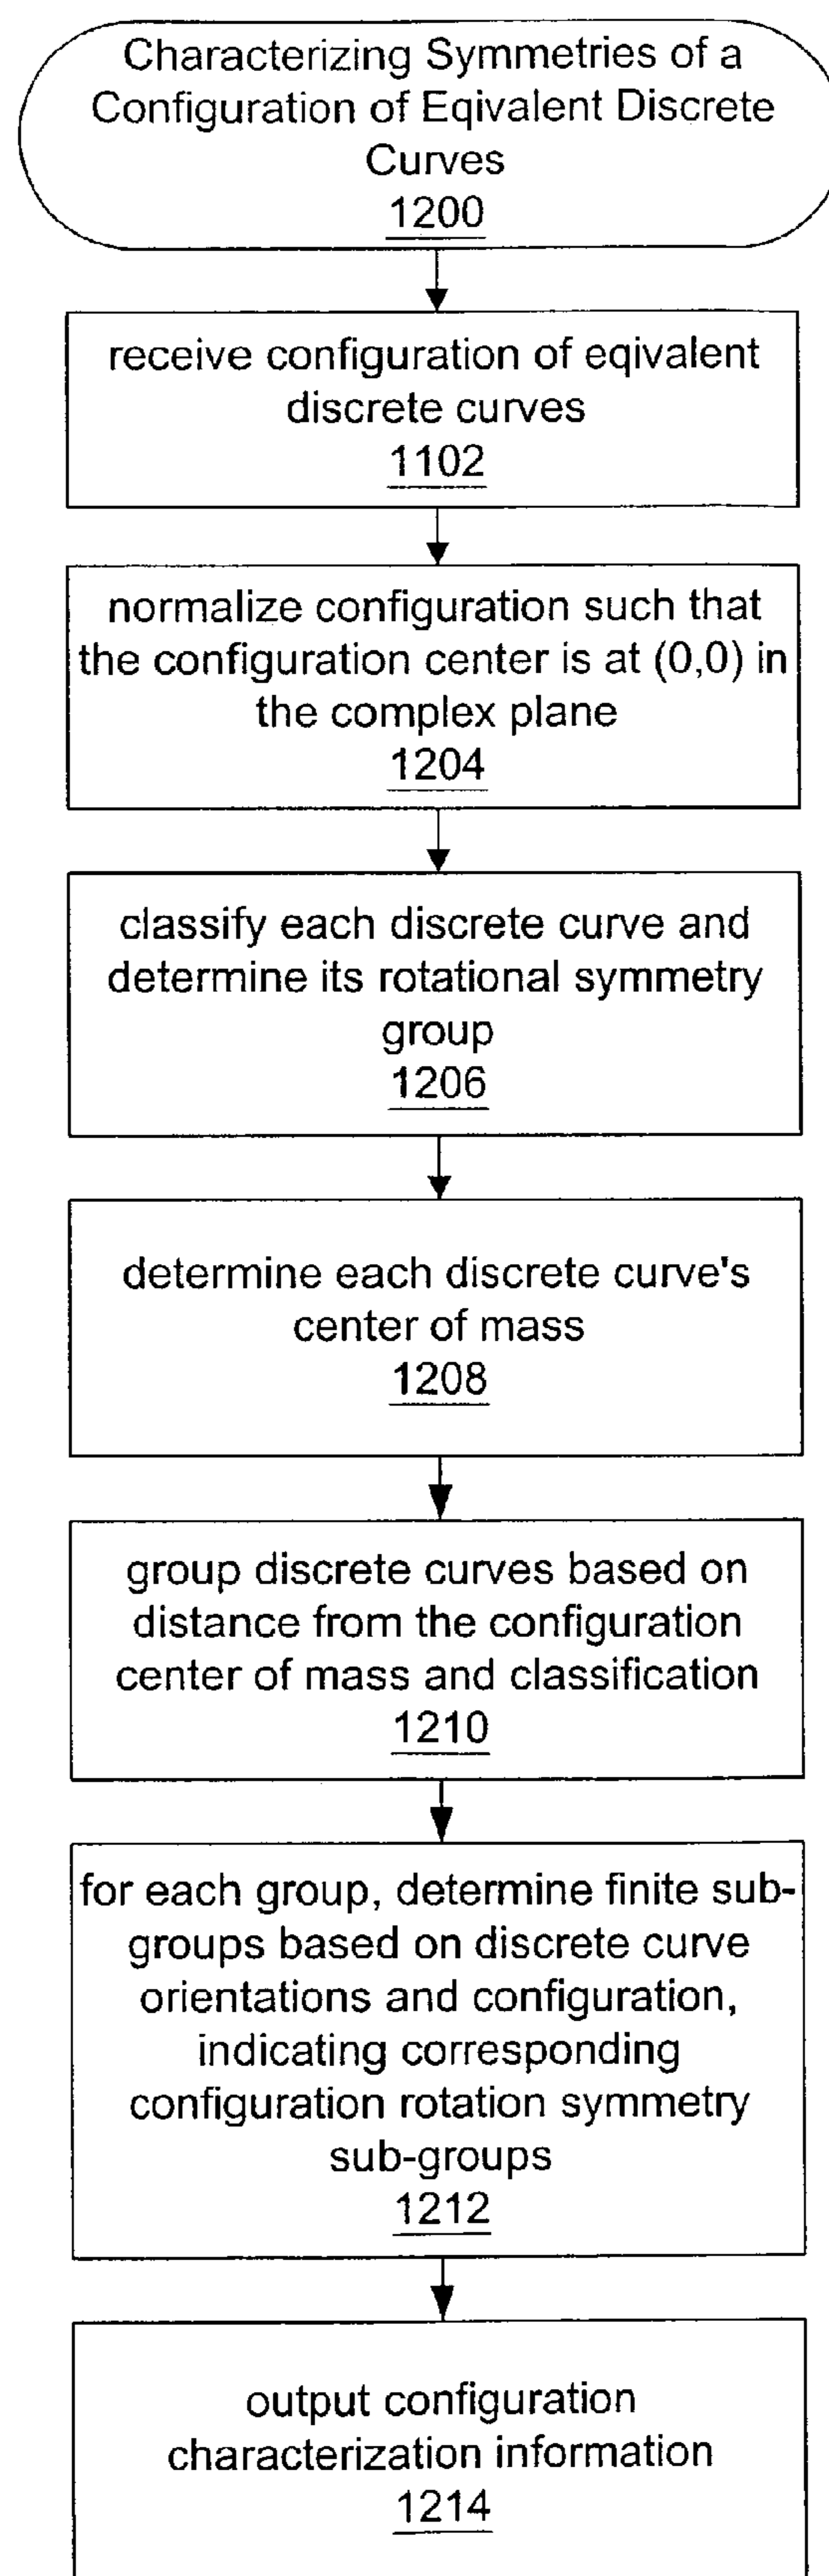 Characterizing Symmetries of a
Configuration of Eqivalent Discrete
Curves
1200
receive configuration of eqivalent
discrete curves
1102
normalize configuration such that
the configuration center is at (0,0) in
the complex plane
1204
classify each discrete curve and
determine its rotational symmetry
group
1206
determine each discrete curve's
center of mass
1208
group discrete curves based on
distance from the configuration
center of mass and classification
1210
for each group, determine finite sub-
groups based on discrete curve
orientations and configuration,
indicating corresponding
configuration rotation symmetry
sub-groups
1212
output configuration
characterization information
1214